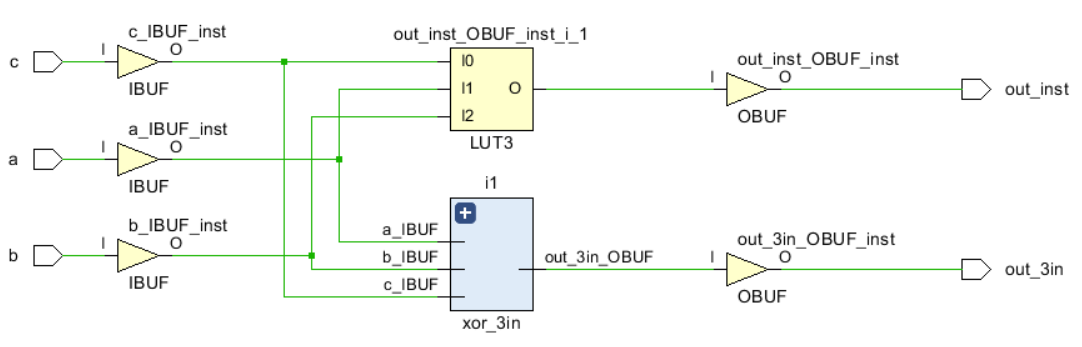 c
I
c_IBUF_inst
O
IBUF
out_inst_OBUF_inst_i_1
I0
I1
I2
O
LUT3
out_inst_OBUF_inst
I
O
OBUF
out_inst
a
I
a_IBUF_inst
O
IBUF
i1
a_IBUF
b_IBUF
c_IBUF
xor_3in
out_3in_OBUF
b
I
b_IBUF_inst
O
IBUF
out_3in_OBUF_inst
I
O
OBUF
out_3in